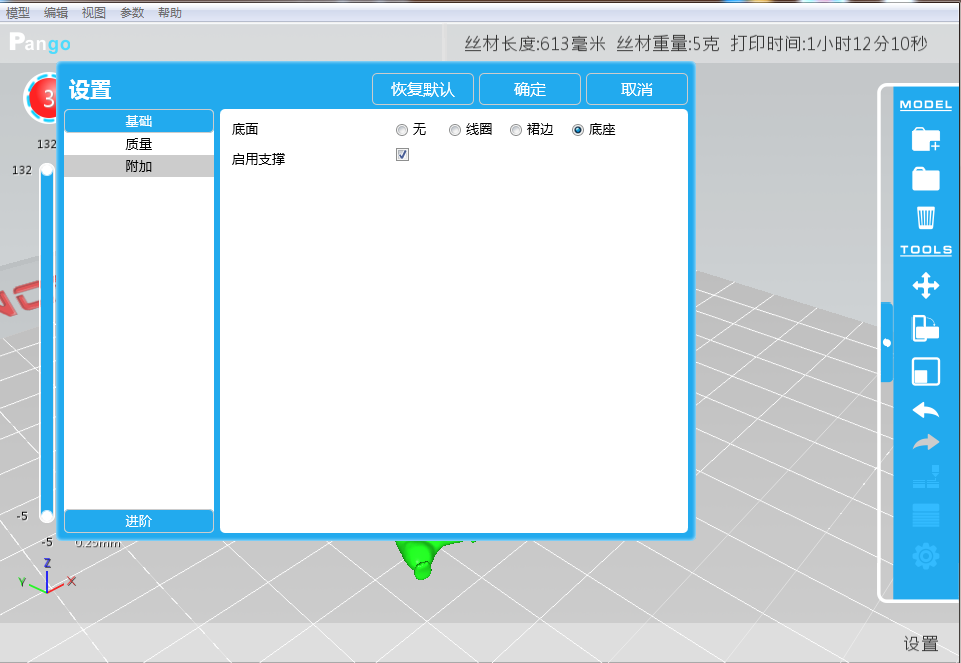 模型 编辑 视图 参数 帮助
Pango
丝材长度:613毫米 丝材重量:5克 打印时间:1小时12分10秒
设置 恢复默认 确定 取消
3
基础
质量
附加
进阶
底面 无 线圈 裙边 底座
启用支撑
132
132
-5
-5
0.25mm
Z
Y X
MODEL
TOOLS
设置